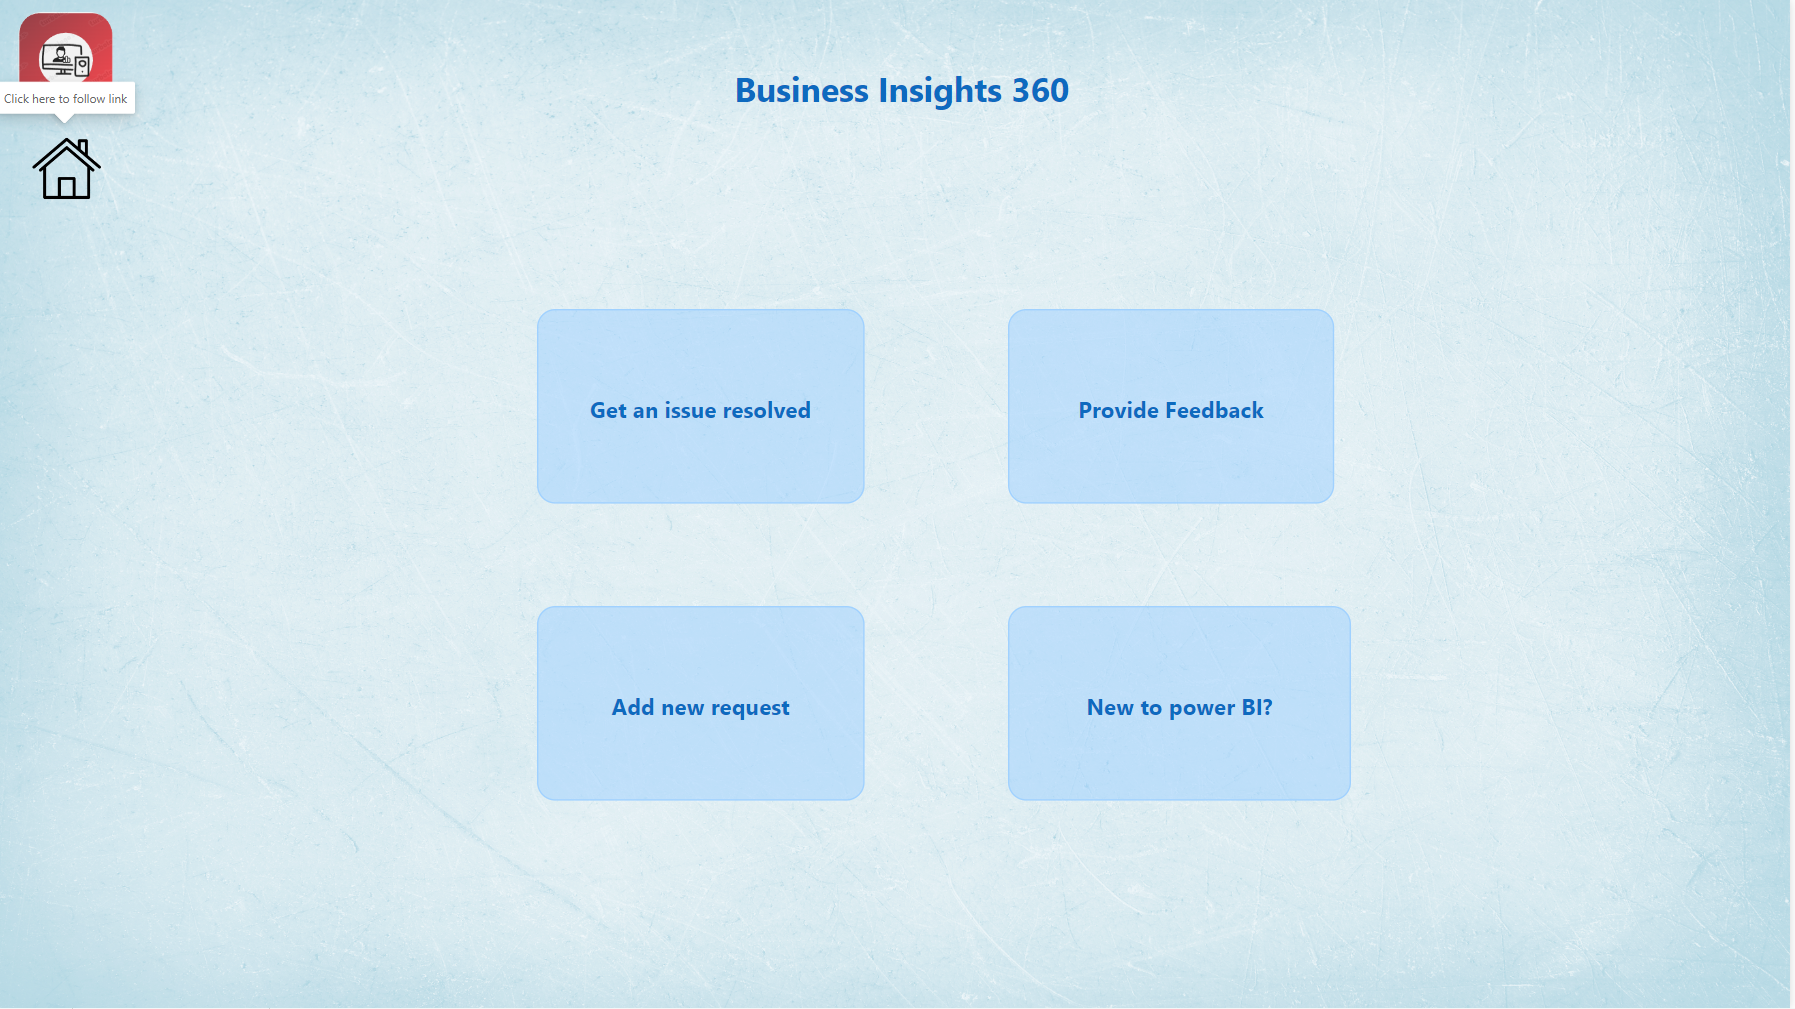 Business Insights 360
Click here to follow link
Get an issue resolved
Provide Feedback
Add new request
New to power BI?